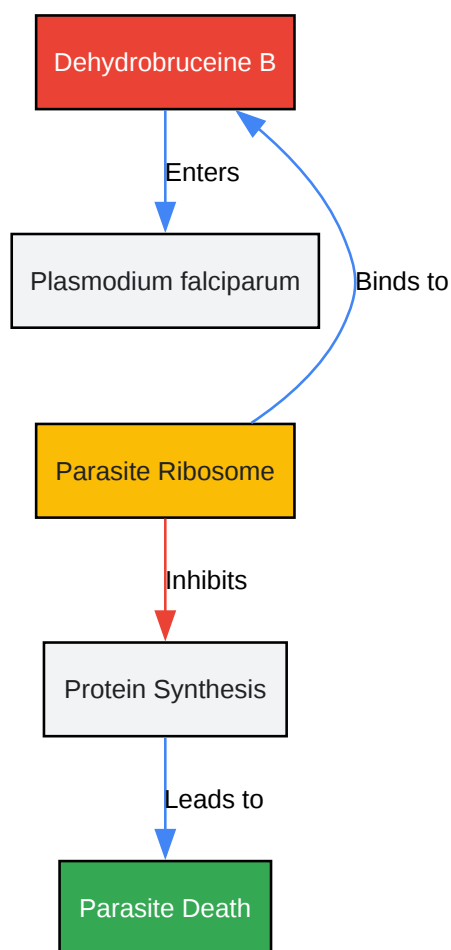 Dehydrobruceine B
Enters
Plasmodium falciparum
Binds to
Parasite Ribosome
Inhibits
Protein Synthesis
Leads to
Parasite Death